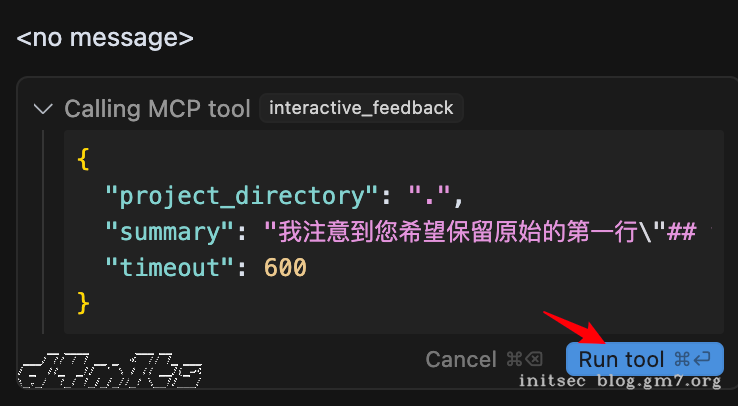 <no message>
Calling MCP tool interactive_feedback
{
"project_directory": ".",
"summary": "我注意到您希望保留原始的第一行\"##
"timeout": 600
}
Cancel ⌘⌫ Run tool ⌘⏎
initsec blog.gm7.org